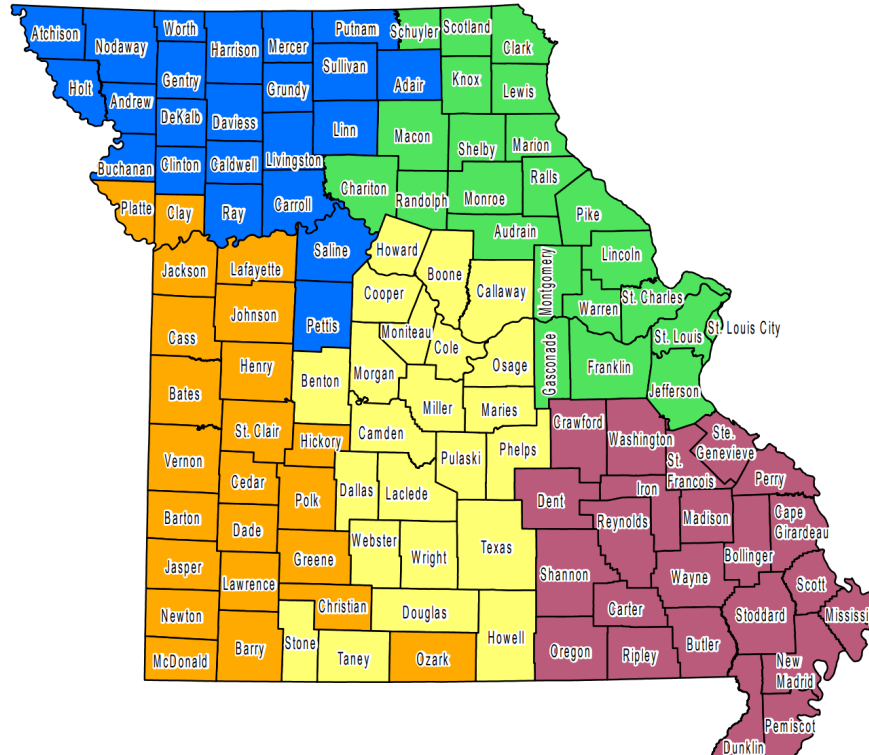 Atchison
Nodaway
Worth
Harrison
Mercer
Putnam
Schuyler
Scotland
Clark
Holt
Andrew
Gentry
DeKalb
Daviess
Grundy
Sullivan
Adair
Knox
Lewis
Buchanan
Clinton
Caldwell
Livingston
Linn
Macon
Shelby
Marion
Platte
Clay
Ray
Carroll
Chariton
Randolph
Monroe
Ralls
Pike
Audrain
Jackson
Lafayette
Saline
Howard
Boone
Callaway
Montgomery
Lincoln
Warren
St. Charles
St. Louis
St. Louis City
Cass
Johnson
Pettis
Cooper
Moniteau
Cole
Osage
Gasconade
Franklin
Jefferson
Bates
Henry
Benton
Morgan
Miller
Maries
Camden
Crawford
Washington
St.
Francois
Ste.
Genevieve
Perry
Vernon
St. Clair
Hickory
Cedar
Polk
Dallas
Laclede
Pulaski
Phelps
Dent
Iron
Reynolds
Madison
Cape
Girardeau
Bollinger
Barton
Dade
Jasper
Lawrence
Greene
Webster
Wright
Texas
Shannon
Wayne
Scott
Carter
Stoddard
Mississi
Newton
Christian
Douglas
Howell
McDonald
Barry
Stone
Taney
Ozark
Oregon
Ripley
Butler
New
Madrid
Pemiscot
Dunklin